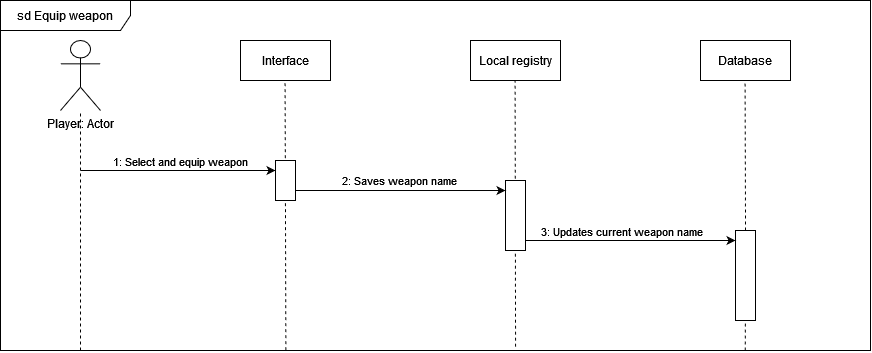 sd Equip weapon
Interface
Local registry
Database
Player: Actor
1: Select and equip weapon
2: Saves weapon name
3: Updates current weapon name